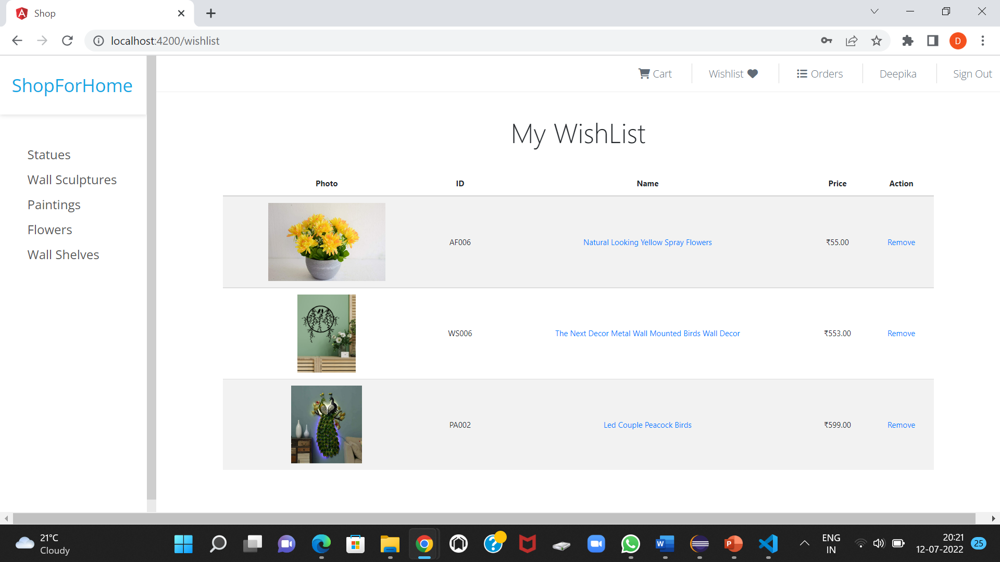 Shop
localhost:4200/wishlist
D
ShopForHome
Cart
Wishlist
Orders
Deepika
Sign Out
Statues
Wall Sculptures
Paintings
Flowers
Wall Shelves
My WishList
Photo ID Name Price Action
AF006 Natural Looking Yellow Spray Flowers ₹55.00 Remove
WS006 The Next Decor Metal Wall Mounted Birds Wall Decor ₹553.00 Remove
PA002 Led Couple Peacock Birds ₹599.00 Remove
21°C
Cloudy
ENG
IN
20:21
12-07-2022
25